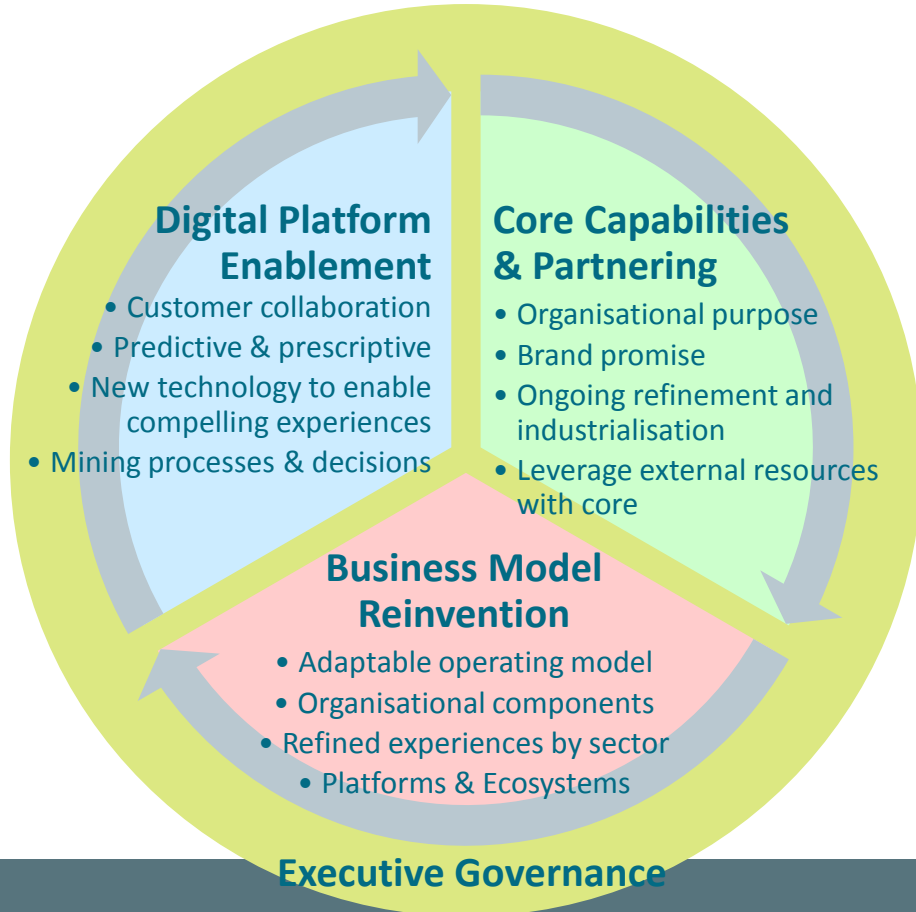 Digital Platform
Enablement
• Customer collaboration
• Predictive & prescriptive
• New technology to enable
compelling experiences
• Mining processes & decisions
Core Capabilities
& Partnering
• Organisational purpose
• Brand promise
• Ongoing refinement and
industrialisation
• Leverage external resources
with core
Business Model
Reinvention
• Adaptable operating model
• Organisational components
• Refined experiences by sector
• Platforms & Ecosystems
Executive Governance